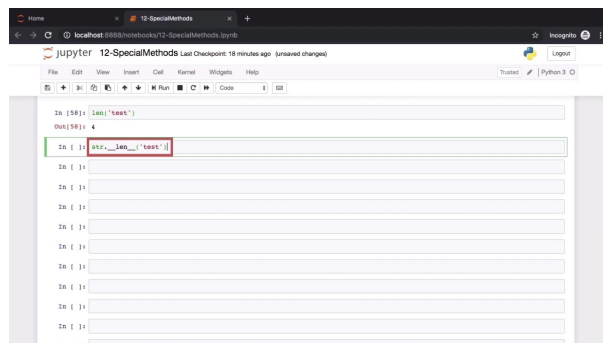 Home
12-SpecialMethods
localhost:8888/notebooks/12-SpecialMethods.ipynb
Incognito
jupyter 12-SpecialMethods Last Checkpoint: 18 minutes ago (unsaved changes)
Logout
File Edit View Insert Cell Kernel Widgets Help
Trusted Python 3
Run Code
In [58]: len('test')
Out[58]: 4
In [ ]: str.__len__('test')
In [ ]:
In [ ]:
In [ ]:
In [ ]:
In [ ]:
In [ ]:
In [ ]:
In [ ]:
In [ ]: